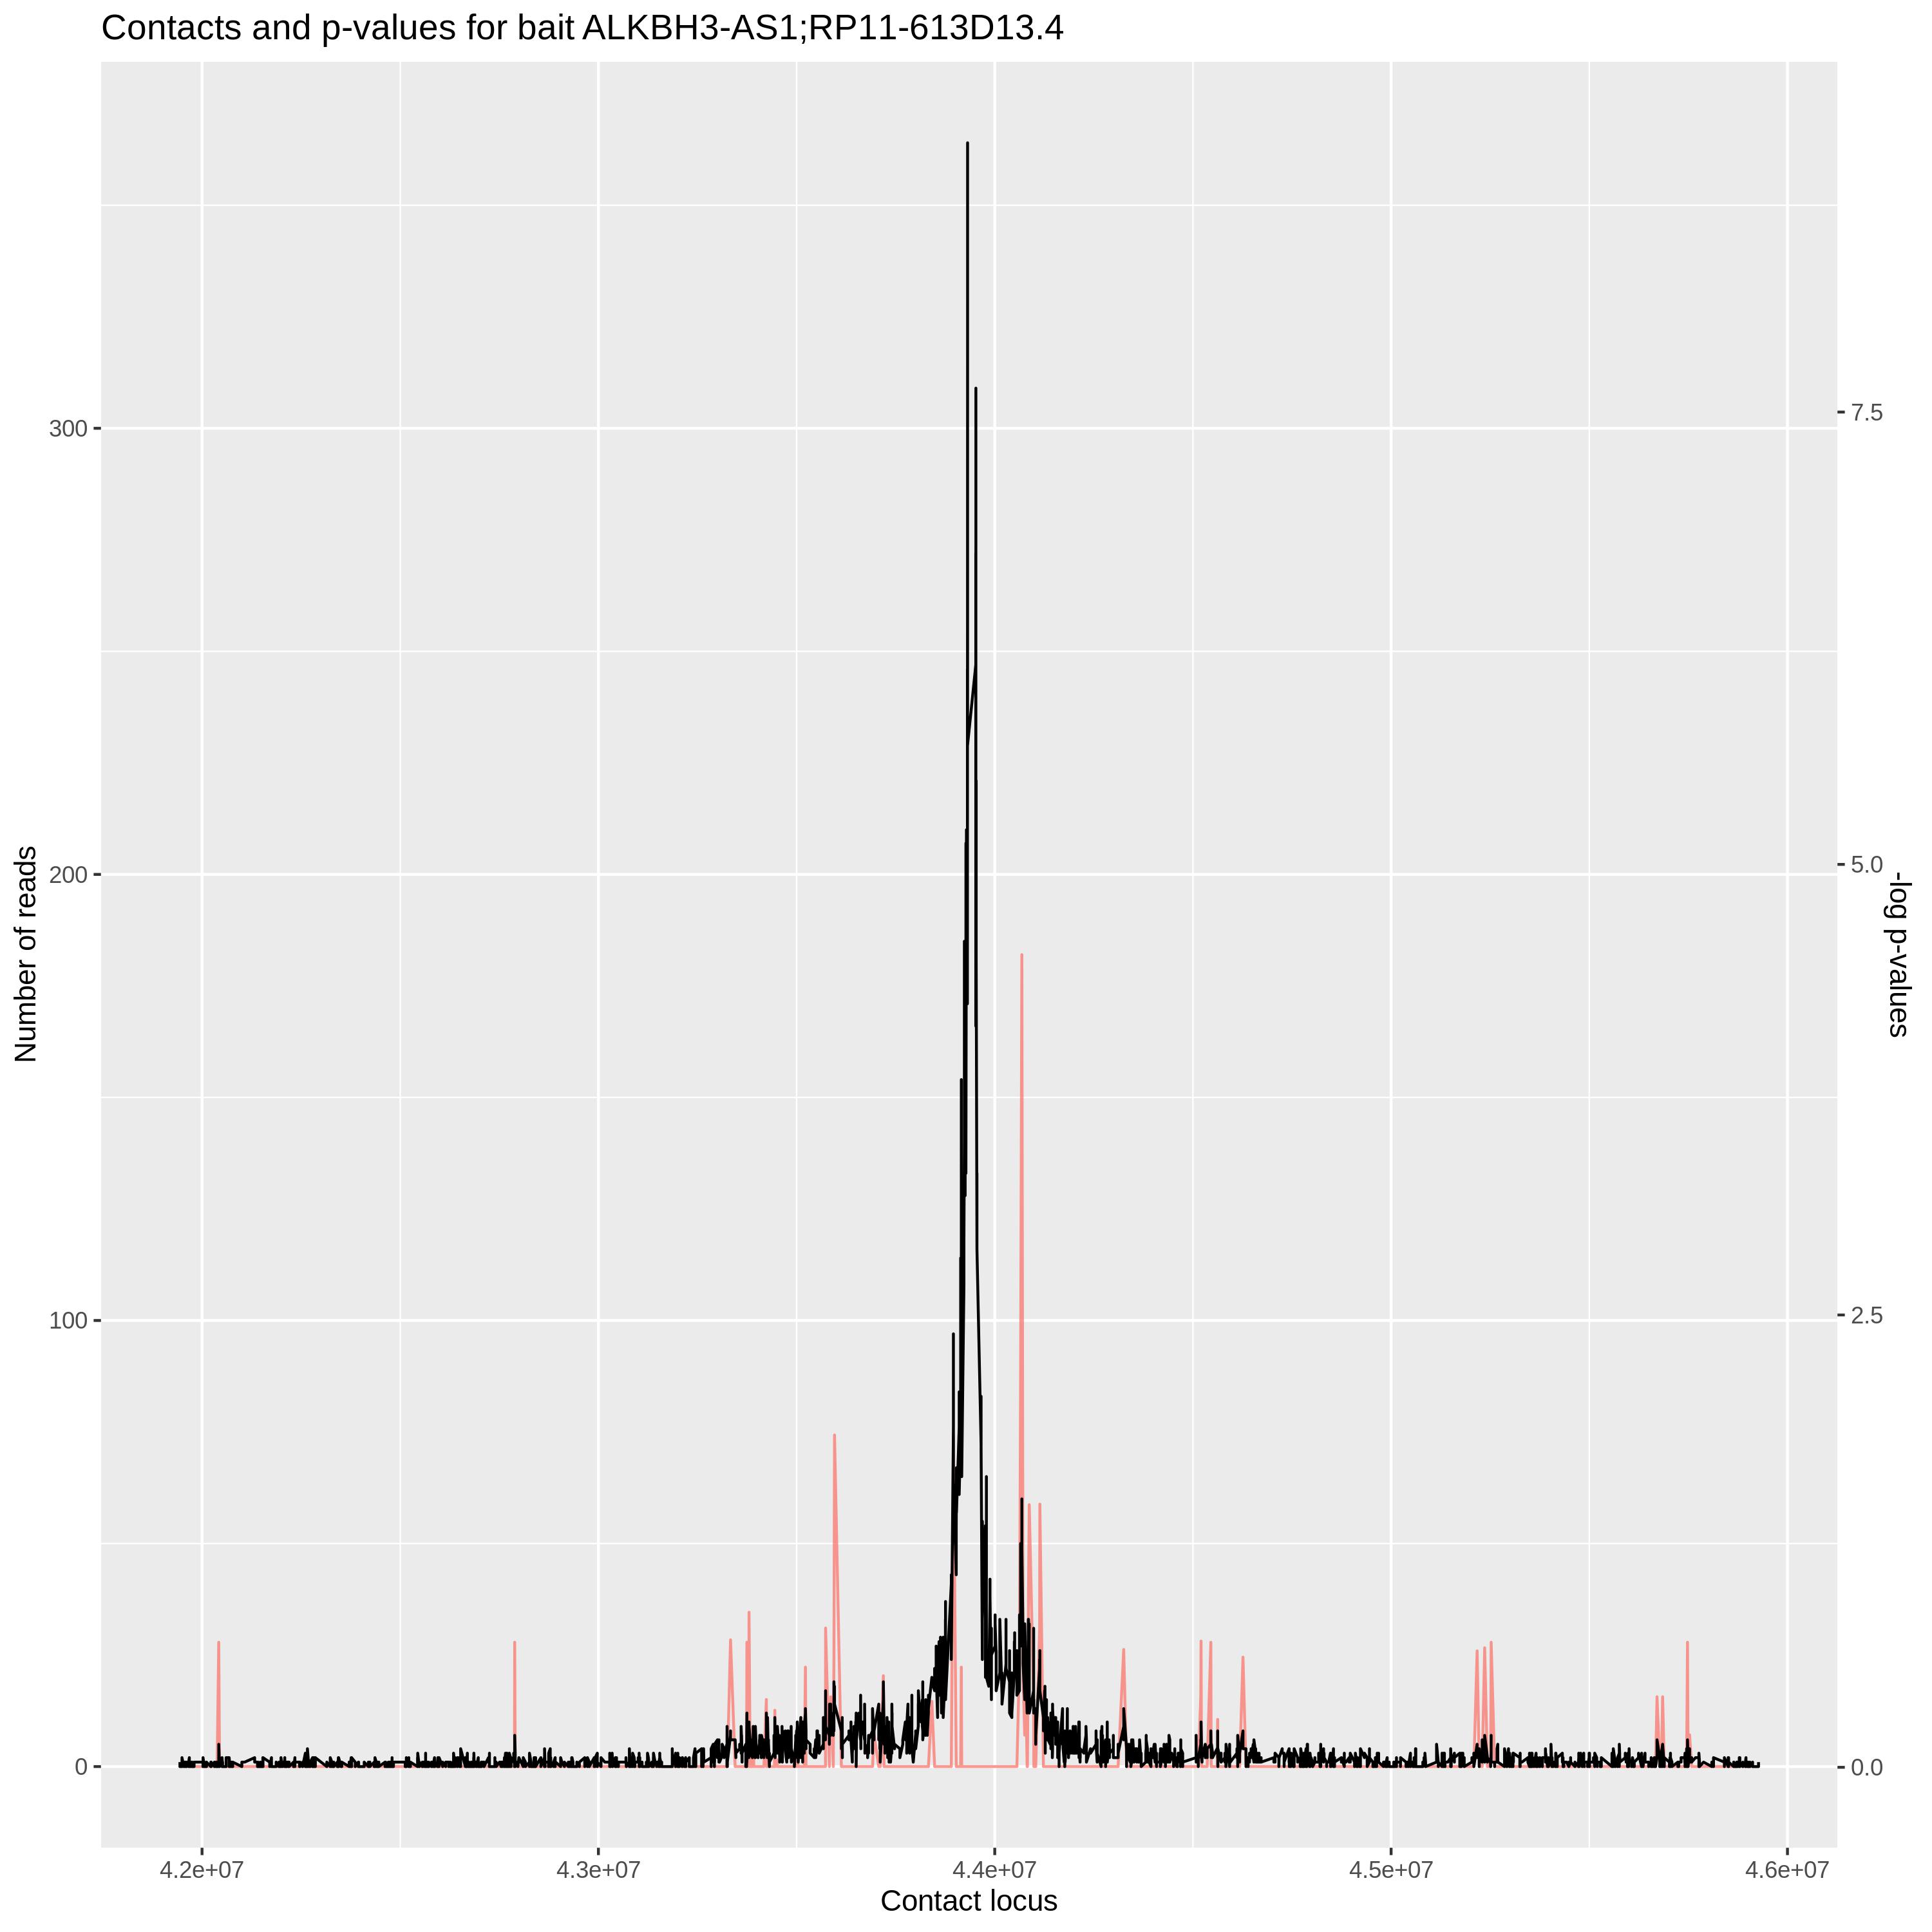 Contacts and p-values for bait ALKBH3-AS1;RP11-613D13.4
Number of reads
300
200
100
0
7.5
5.0
2.5
0.0
-log p-values
4.2e+07 4.3e+07 4.4e+07 4.5e+07 4.6e+07
Contact locus